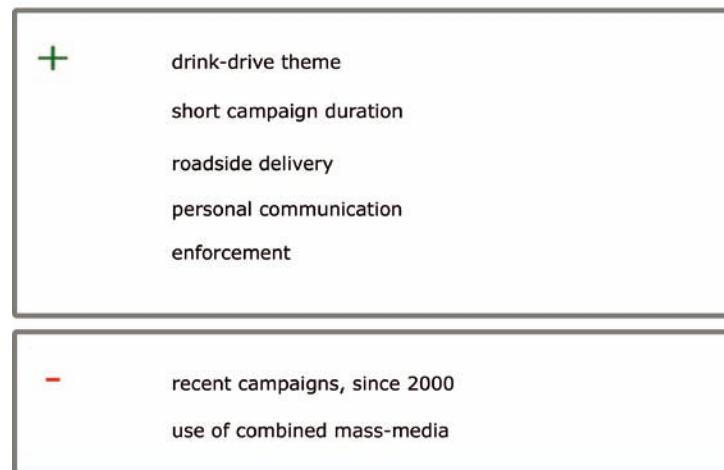 + drink-drive theme
short campaign duration
roadside delivery
personal communication
enforcement
- recent campaigns, since 2000
use of combined mass-media